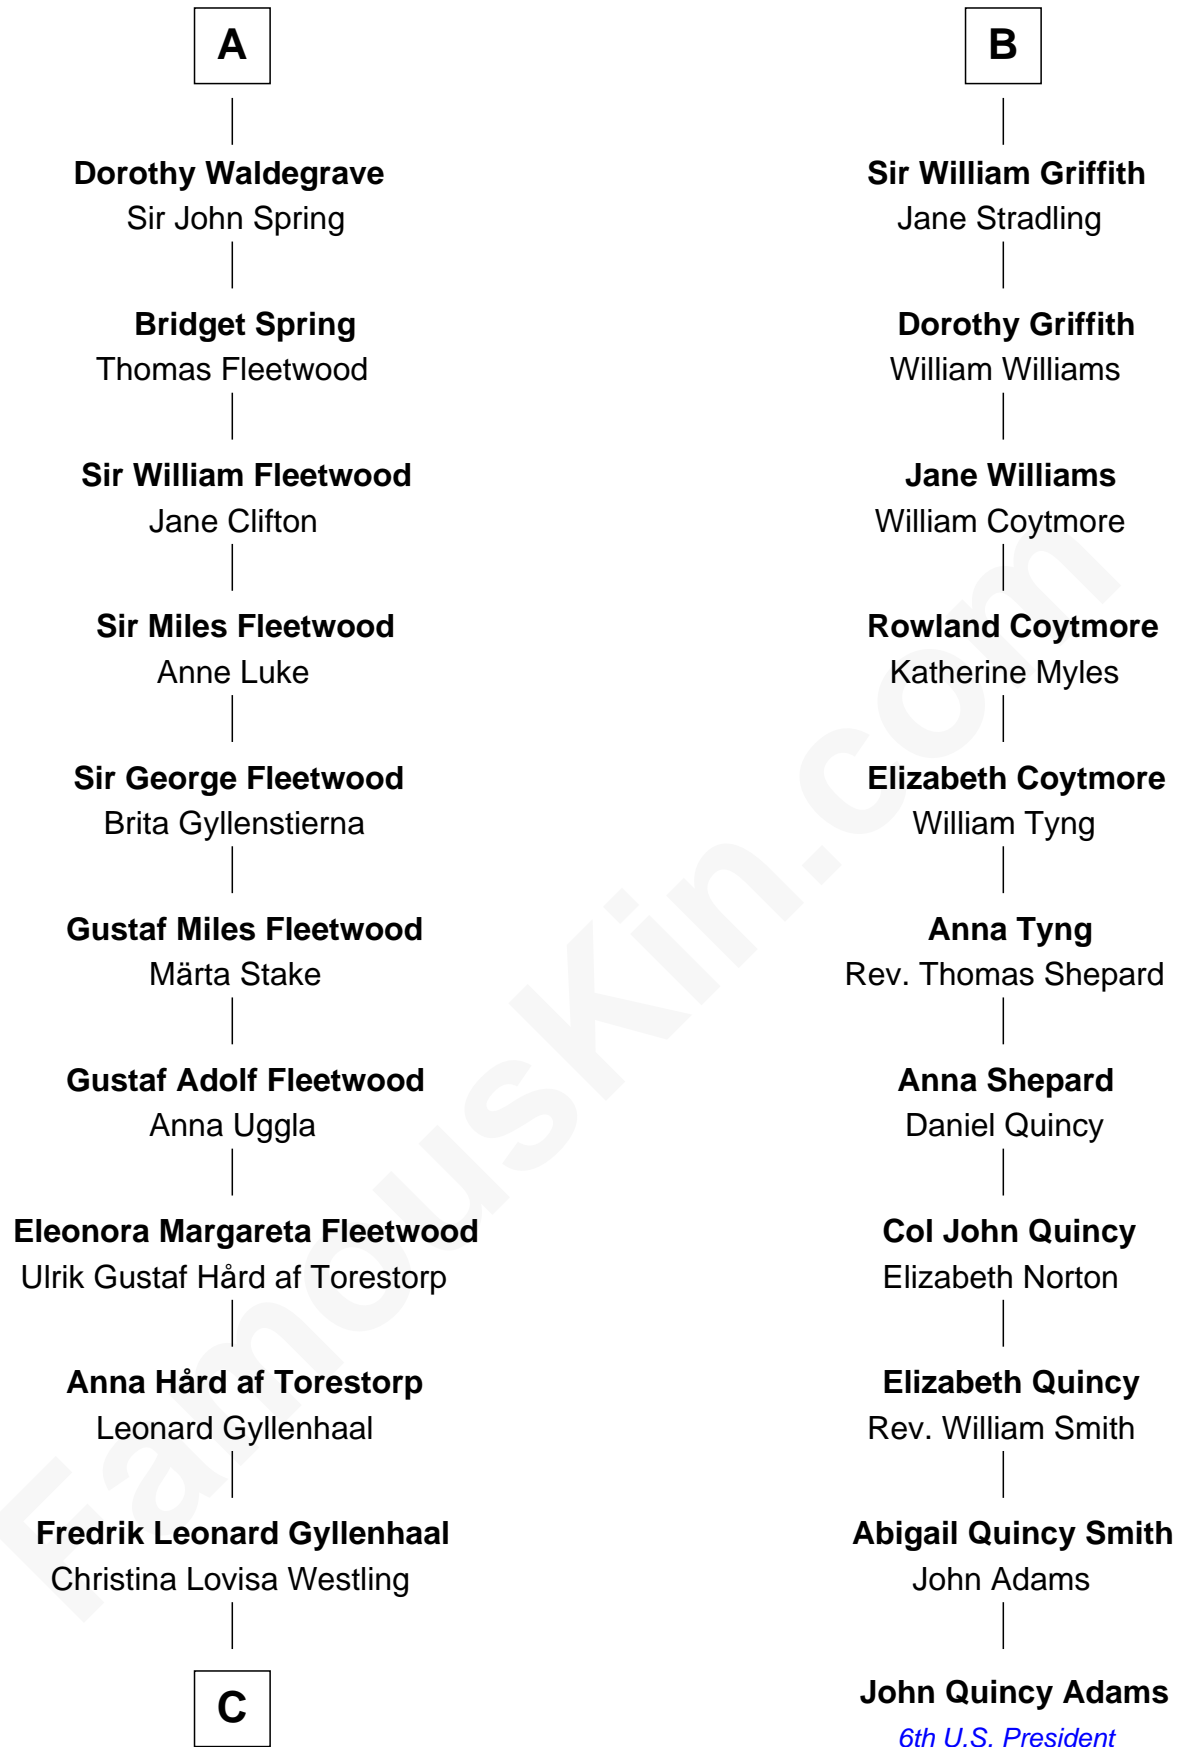 A
Dorothy Waldegrave
Sir John Spring
Bridget Spring
Thomas Fleetwood
Sir William Fleetwood
Jane Clifton
Sir Miles Fleetwood
Anne Luke
Sir George Fleetwood
Brita Gyllenstierna
Gustaf Miles Fleetwood
Märta Stake
Gustaf Adolf Fleetwood
Anna Uggla
Eleonora Margareta Fleetwood
Ulrik Gustaf Hård af Torestorp
Anna Hård af Torestorp
Leonard Gyllenhaal
Fredrik Leonard Gyllenhaal
Christina Lovisa Westling
C
B
Sir William Griffith
Jane Stradling
Dorothy Griffith
William Williams
Jane Williams
William Coytmore
Rowland Coytmore
Katherine Myles
Elizabeth Coytmore
William Tyng
Anna Tyng
Rev. Thomas Shepard
Anna Shepard
Daniel Quincy
Col John Quincy
Elizabeth Norton
Elizabeth Quincy
Rev. William Smith
Abigail Quincy Smith
John Adams
John Quincy Adams
6th U.S. President
FamousKin.com